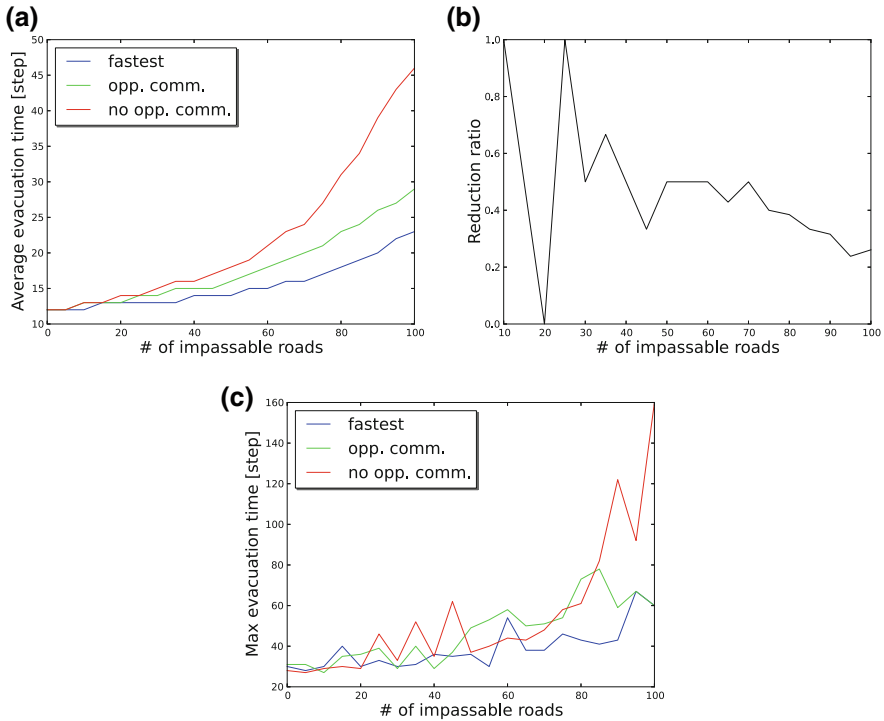 (a)
50
45
40
35
30
25
20
15
10
Average evacuation time [step]
fastest
opp. comm.
no opp. comm.
0 20 40 60 80 100
# of impassable roads
(b)
1.0
0.8
0.6
0.4
0.2
0.0
Reduction ratio
10 20 30 40 50 60 70 80 90 100
# of impassable roads
(c)
160
140
120
100
80
60
40
20
Max evacuation time [step]
fastest
opp. comm.
no opp. comm.
0 20 40 60 80 100
# of impassable roads